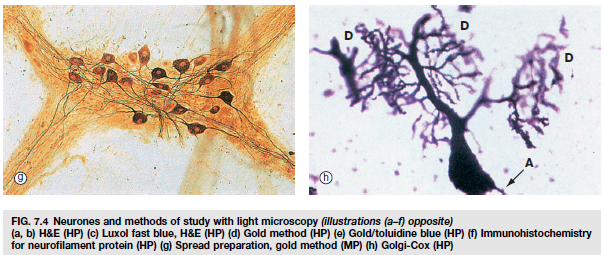 D
D
D
A
g
h
FIG. 7.4 Neurones and methods of study with light microscopy (illustrations (a–f) opposite)
(a, b) H&E (HP) (c) Luxol fast blue, H&E (HP) (d) Gold method (HP) (e) Gold/toluidine blue (HP) (f) Immunohistochemistry
for neurofilament protein (HP) (g) Spread preparation, gold method (MP) (h) Golgi-Cox (HP)